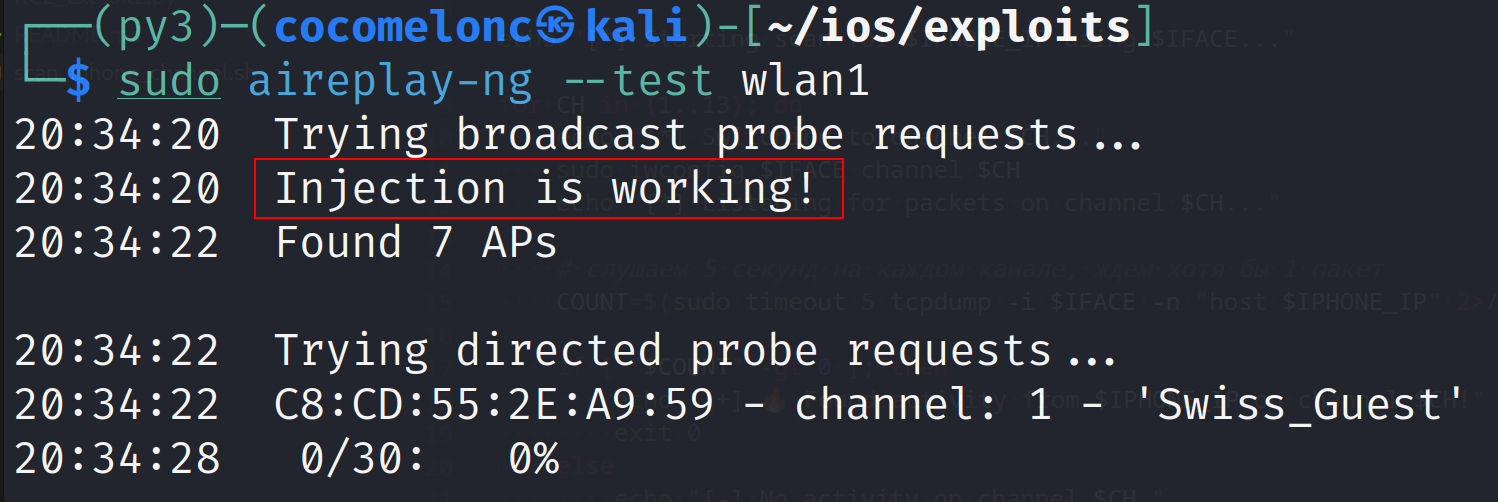 ┌──(py3)─(cocomelonc㉿kali)-[~/ios/exploits]
└─$ sudo aireplay-ng --test wlan1
20:34:20  Trying broadcast probe requests...
20:34:20  Injection is working!
20:34:22  Found 7 APs
20:34:22  Trying directed probe requests...
20:34:22  C8:CD:55:2E:A9:59 - channel: 1 - 'Swiss_Guest'
20:34:28   0/30:   0%